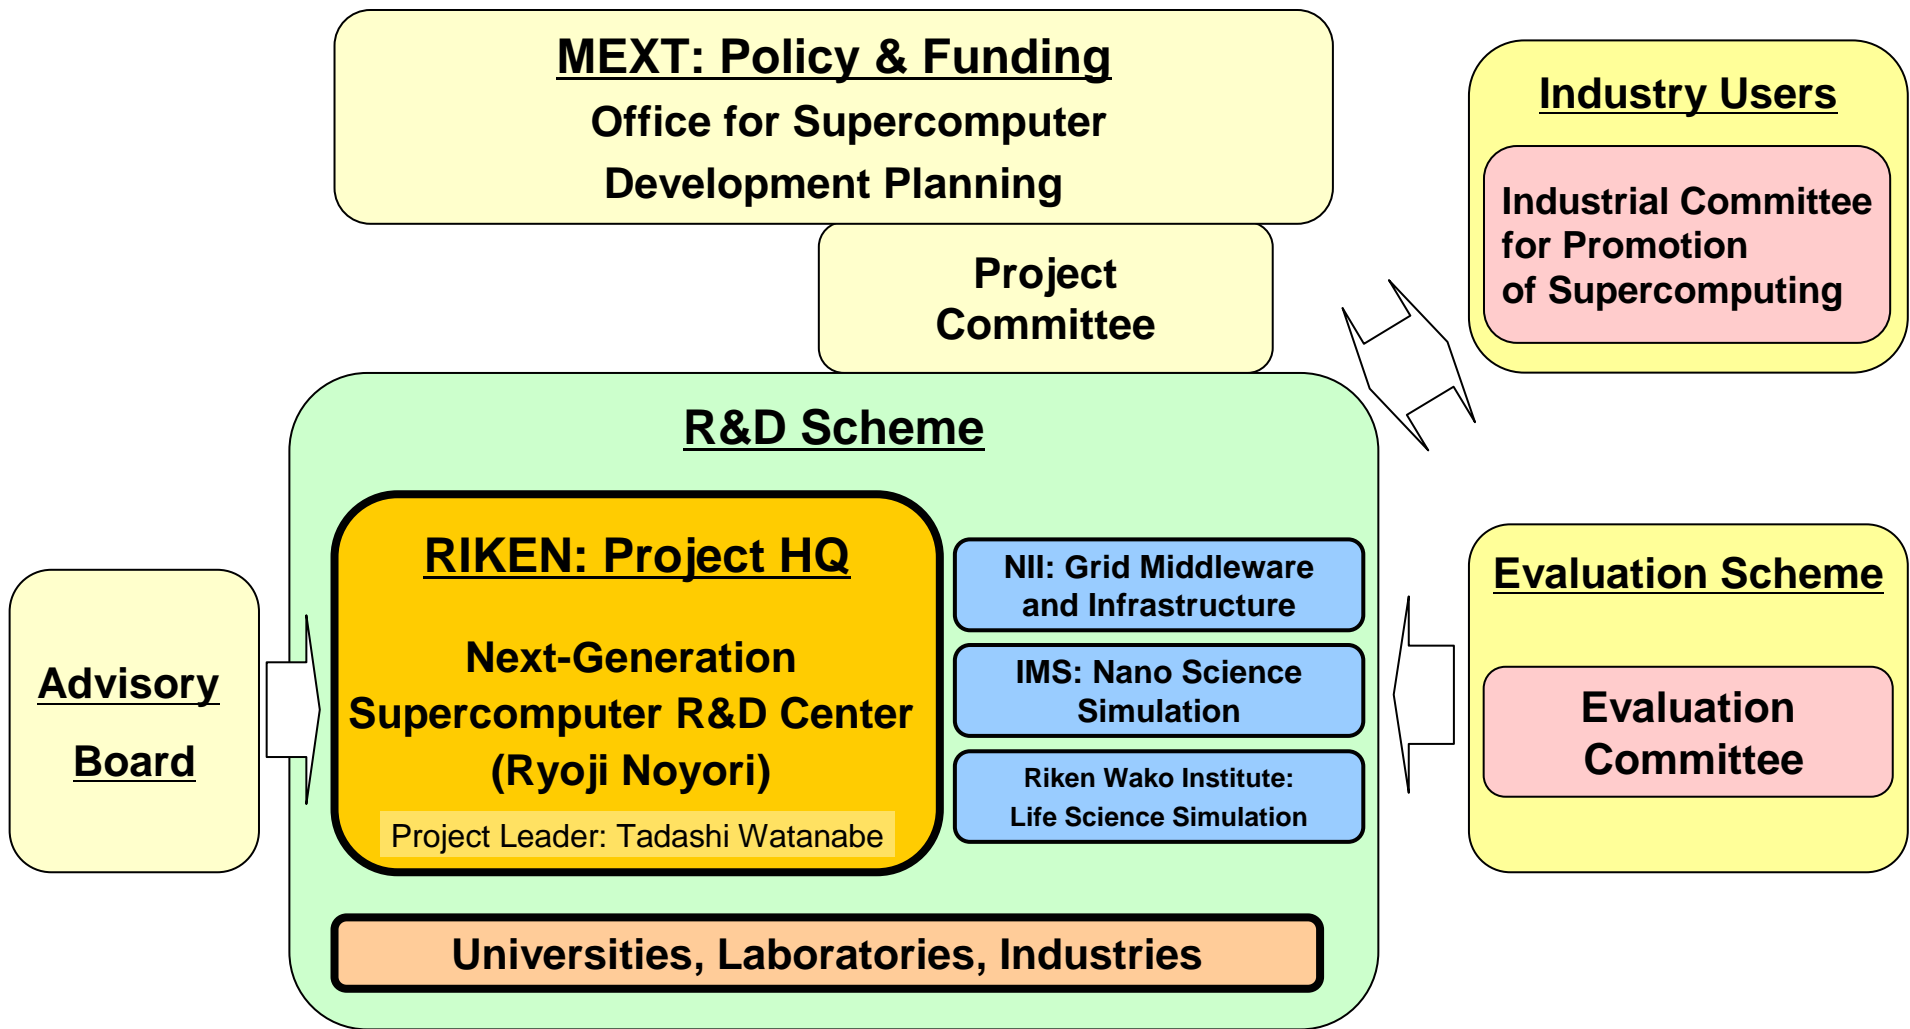 MEXT: Policy & Funding
Office for Supercomputer
Development Planning
Project
Committee
Industry Users
Industrial Committee
for Promotion
of Supercomputing
R&D Scheme
RIKEN: Project HQ
Next-Generation
Supercomputer R&D Center
(Ryoji Noyori)
Project Leader: Tadashi Watanabe
NII: Grid Middleware
and Infrastructure
IMS: Nano Science
Simulation
Riken Wako Institute:
Life Science Simulation
Universities, Laboratories, Industries
Advisory
Board
Evaluation Scheme
Evaluation
Committee